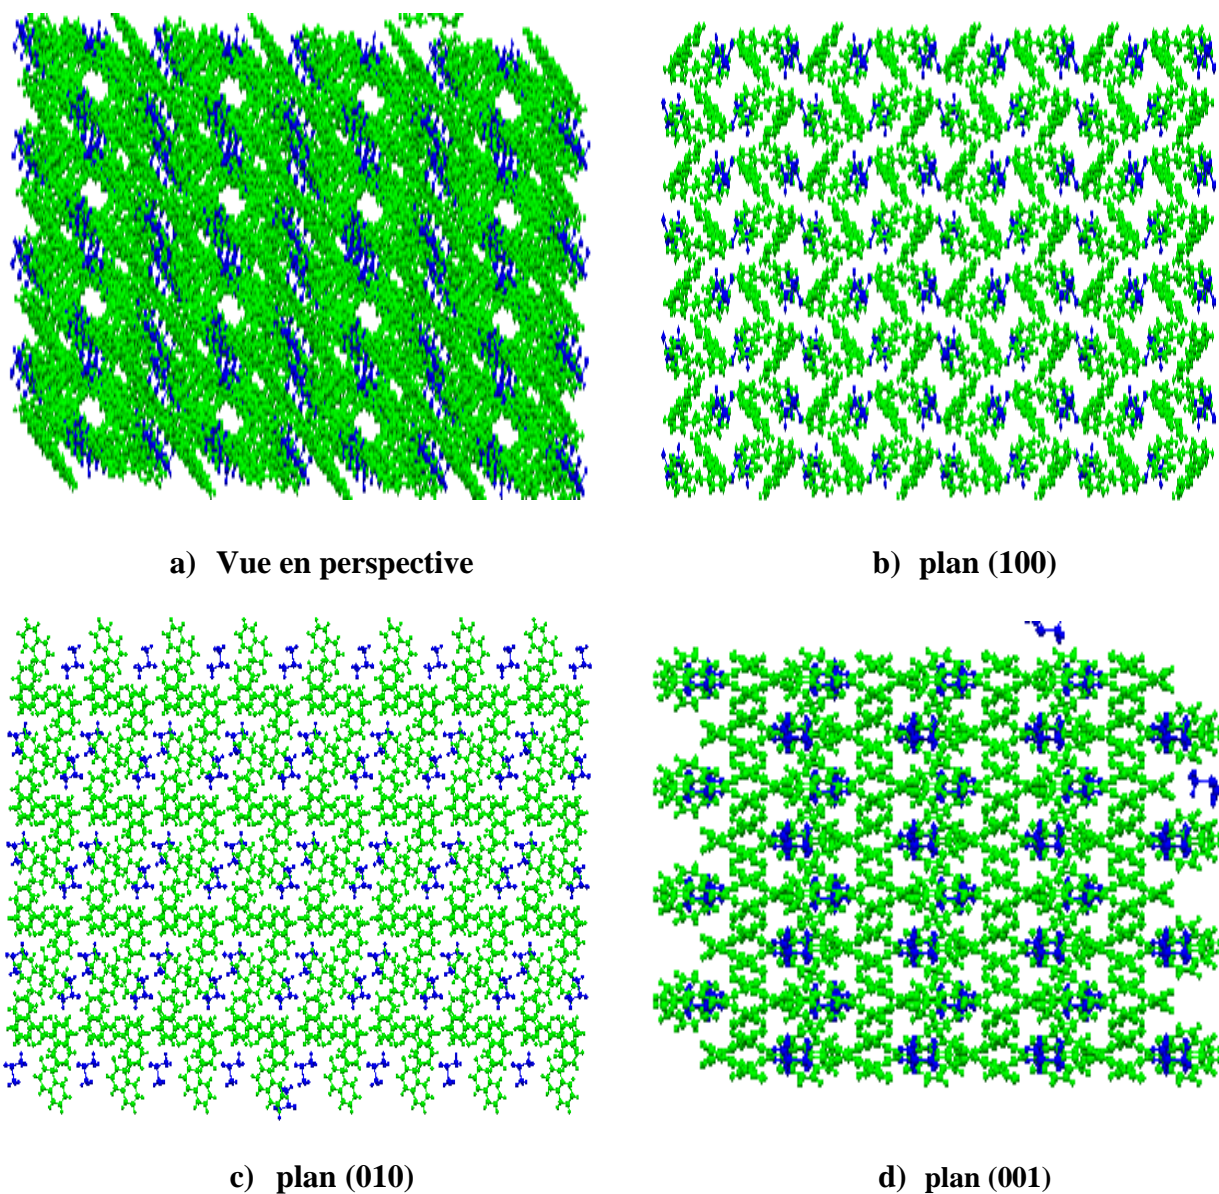 a) Vue en perspective
b) plan (100)
c) plan (010)
d) plan (001)